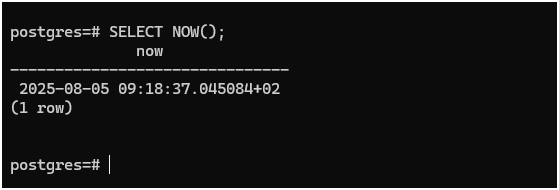 postgres=# SELECT NOW();
              now
-------------------------------
 2025-08-05 09:18:37.045084+02
(1 row)
postgres=#